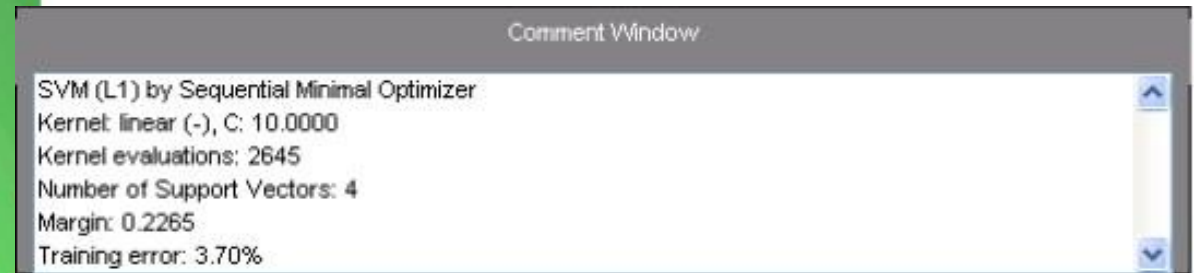 Comment Window
SVM (L1) by Sequential Minimal Optimizer
Kernel: linear (-), C: 10.0000
Kernel evaluations: 2645
Number of Support Vectors: 4
Margin: 0.2265
Training error: 3.70%